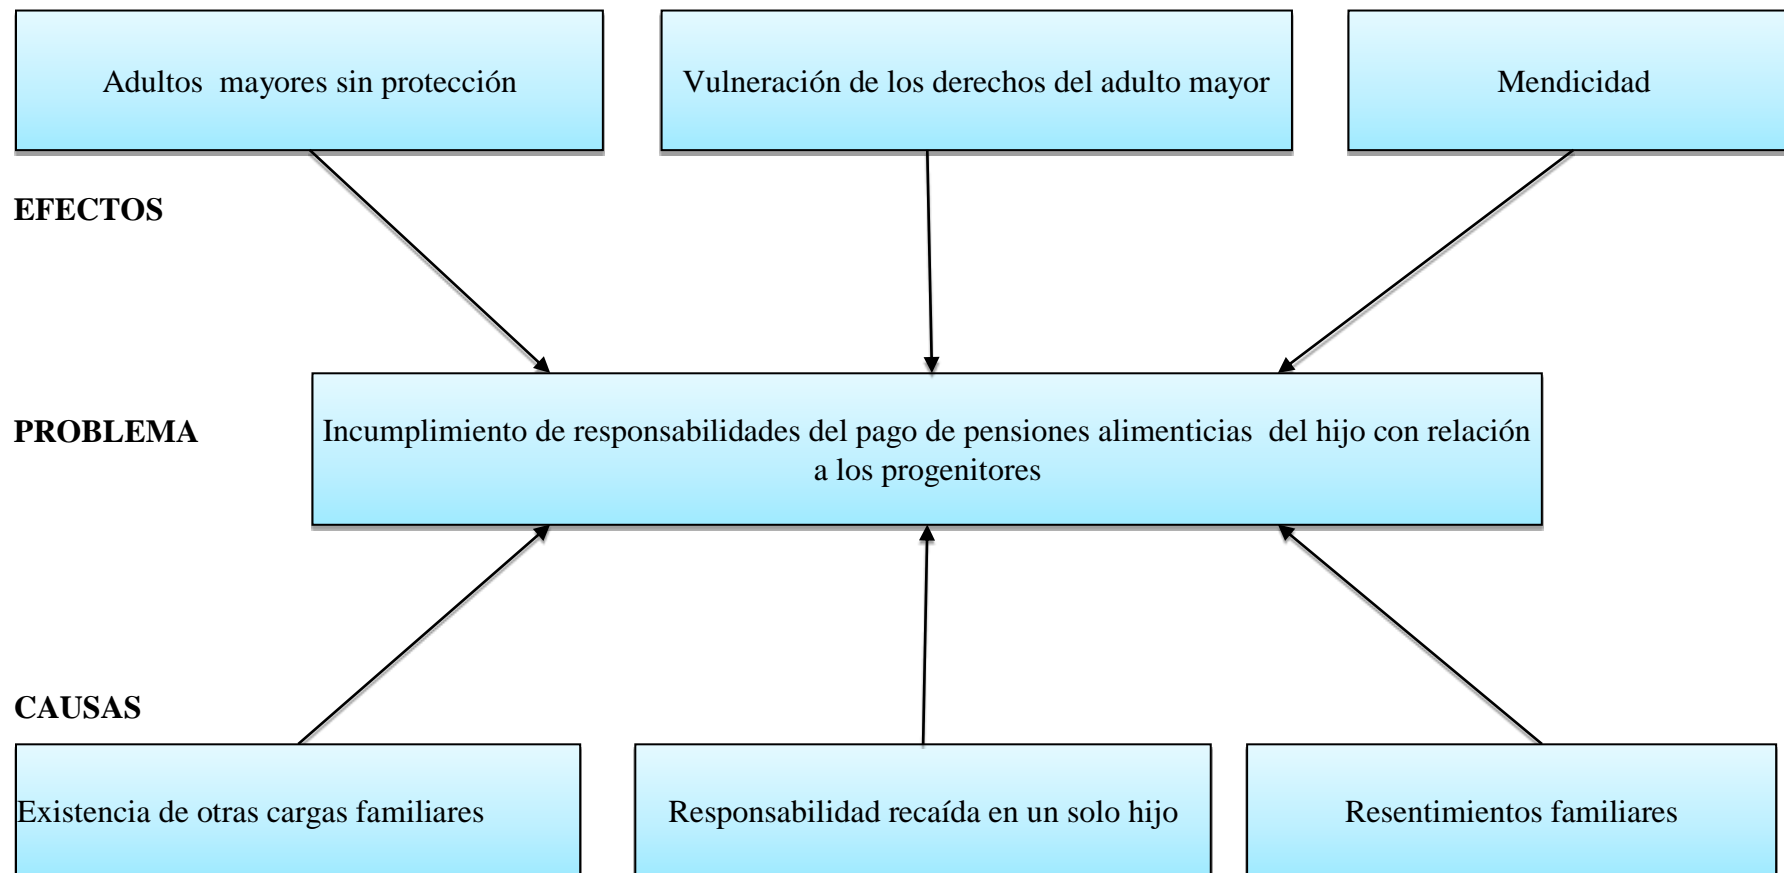 Adultos  mayores sin protección
Vulneración de los derechos del adulto mayor
Mendicidad
EFECTOS
PROBLEMA
Incumplimiento de responsabilidades del pago de pensiones alimenticias  del hijo con relación
a los progenitores
CAUSAS
Existencia de otras cargas familiares
Responsabilidad recaída en un solo hijo
Resentimientos familiares